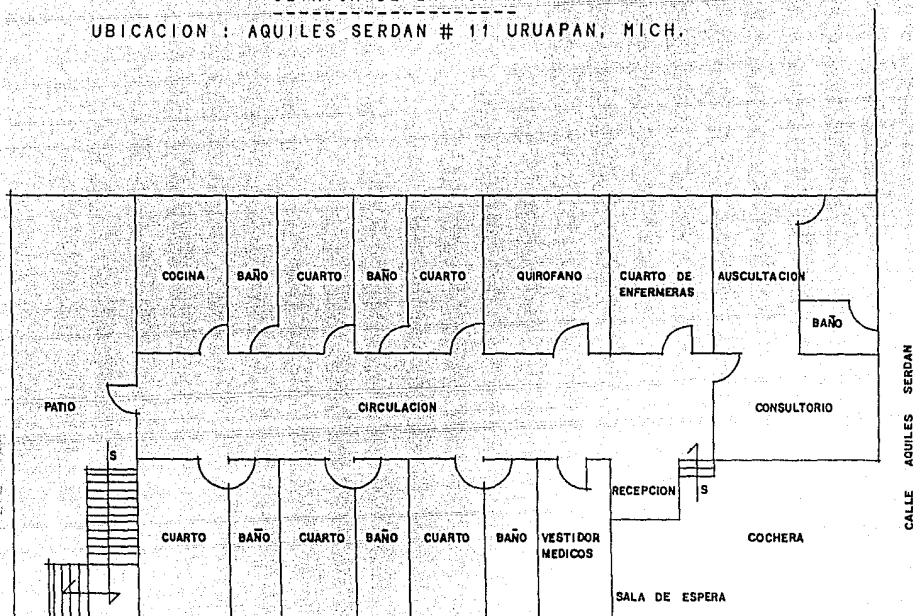 UBICACION : AQUILES SERDAN # 11 URUAPAN, MICH.
COCINA
BAÑO
CUARTO
BAÑO
CUARTO
QUIROFANO
CUARTO DE
ENFERMERAS
AUSCULTACION
BAÑO
PATIO
CIRCULACION
CONSULTORIO
CALLE AQUILES SERDAN
S
RECEPCION
S
CUARTO
BAÑO
CUARTO
BAÑO
CUARTO
BAÑO
VESTIDOR
MEDICOS
COCHERA
SALA DE ESPERA